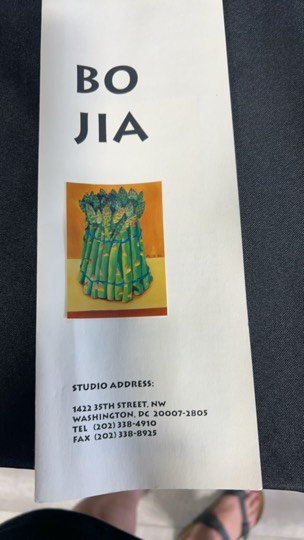 BO
JIA
STUDIO ADDRESS:
1422 35TH STREET, NW
WASHINGTON, DC 20007-2805
TEL (202) 338-4910
FAX (202) 338-8925